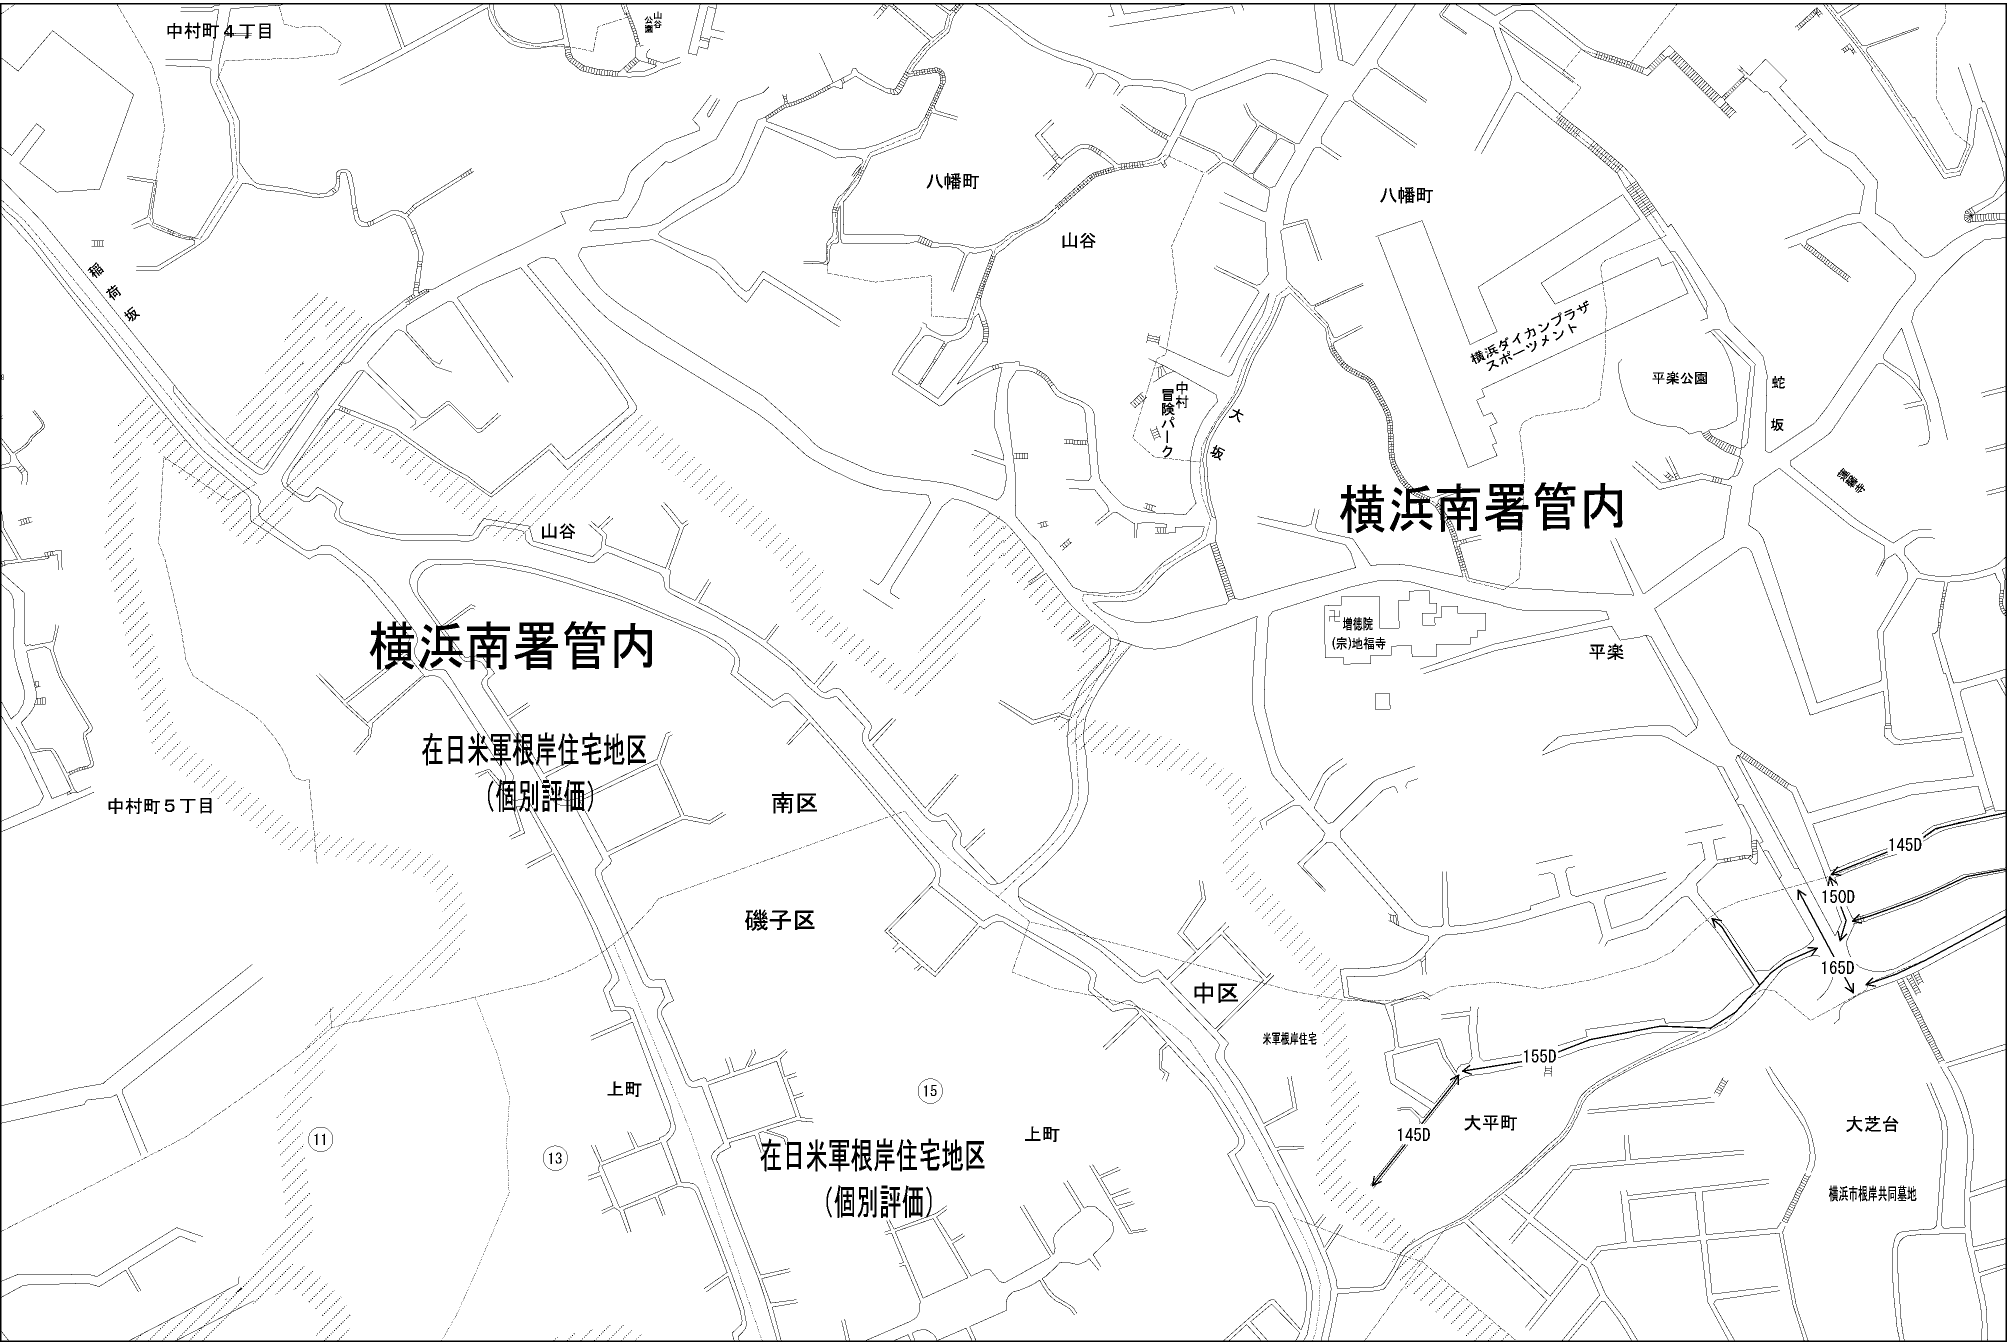 中村町４丁目
山谷
公園
八幡町
八幡町
山谷
稲荷坂
横浜ダイカンプラザ
スポーツメント
平楽公園
蛇坂
中村
冒険パーク
大坂
横浜南署管内
山谷
増徳院
(宗)地福寺
横浜南署管内
平楽
在日米軍根岸住宅地区
(個別評価)
中村町５丁目
南区
145D
150D
磯子区
165D
中区
米軍根岸住宅
155D
上町
15
11
13
145D
大平町
大芝台
上町
在日米軍根岸住宅地区
(個別評価)
横浜市根岸共同墓地